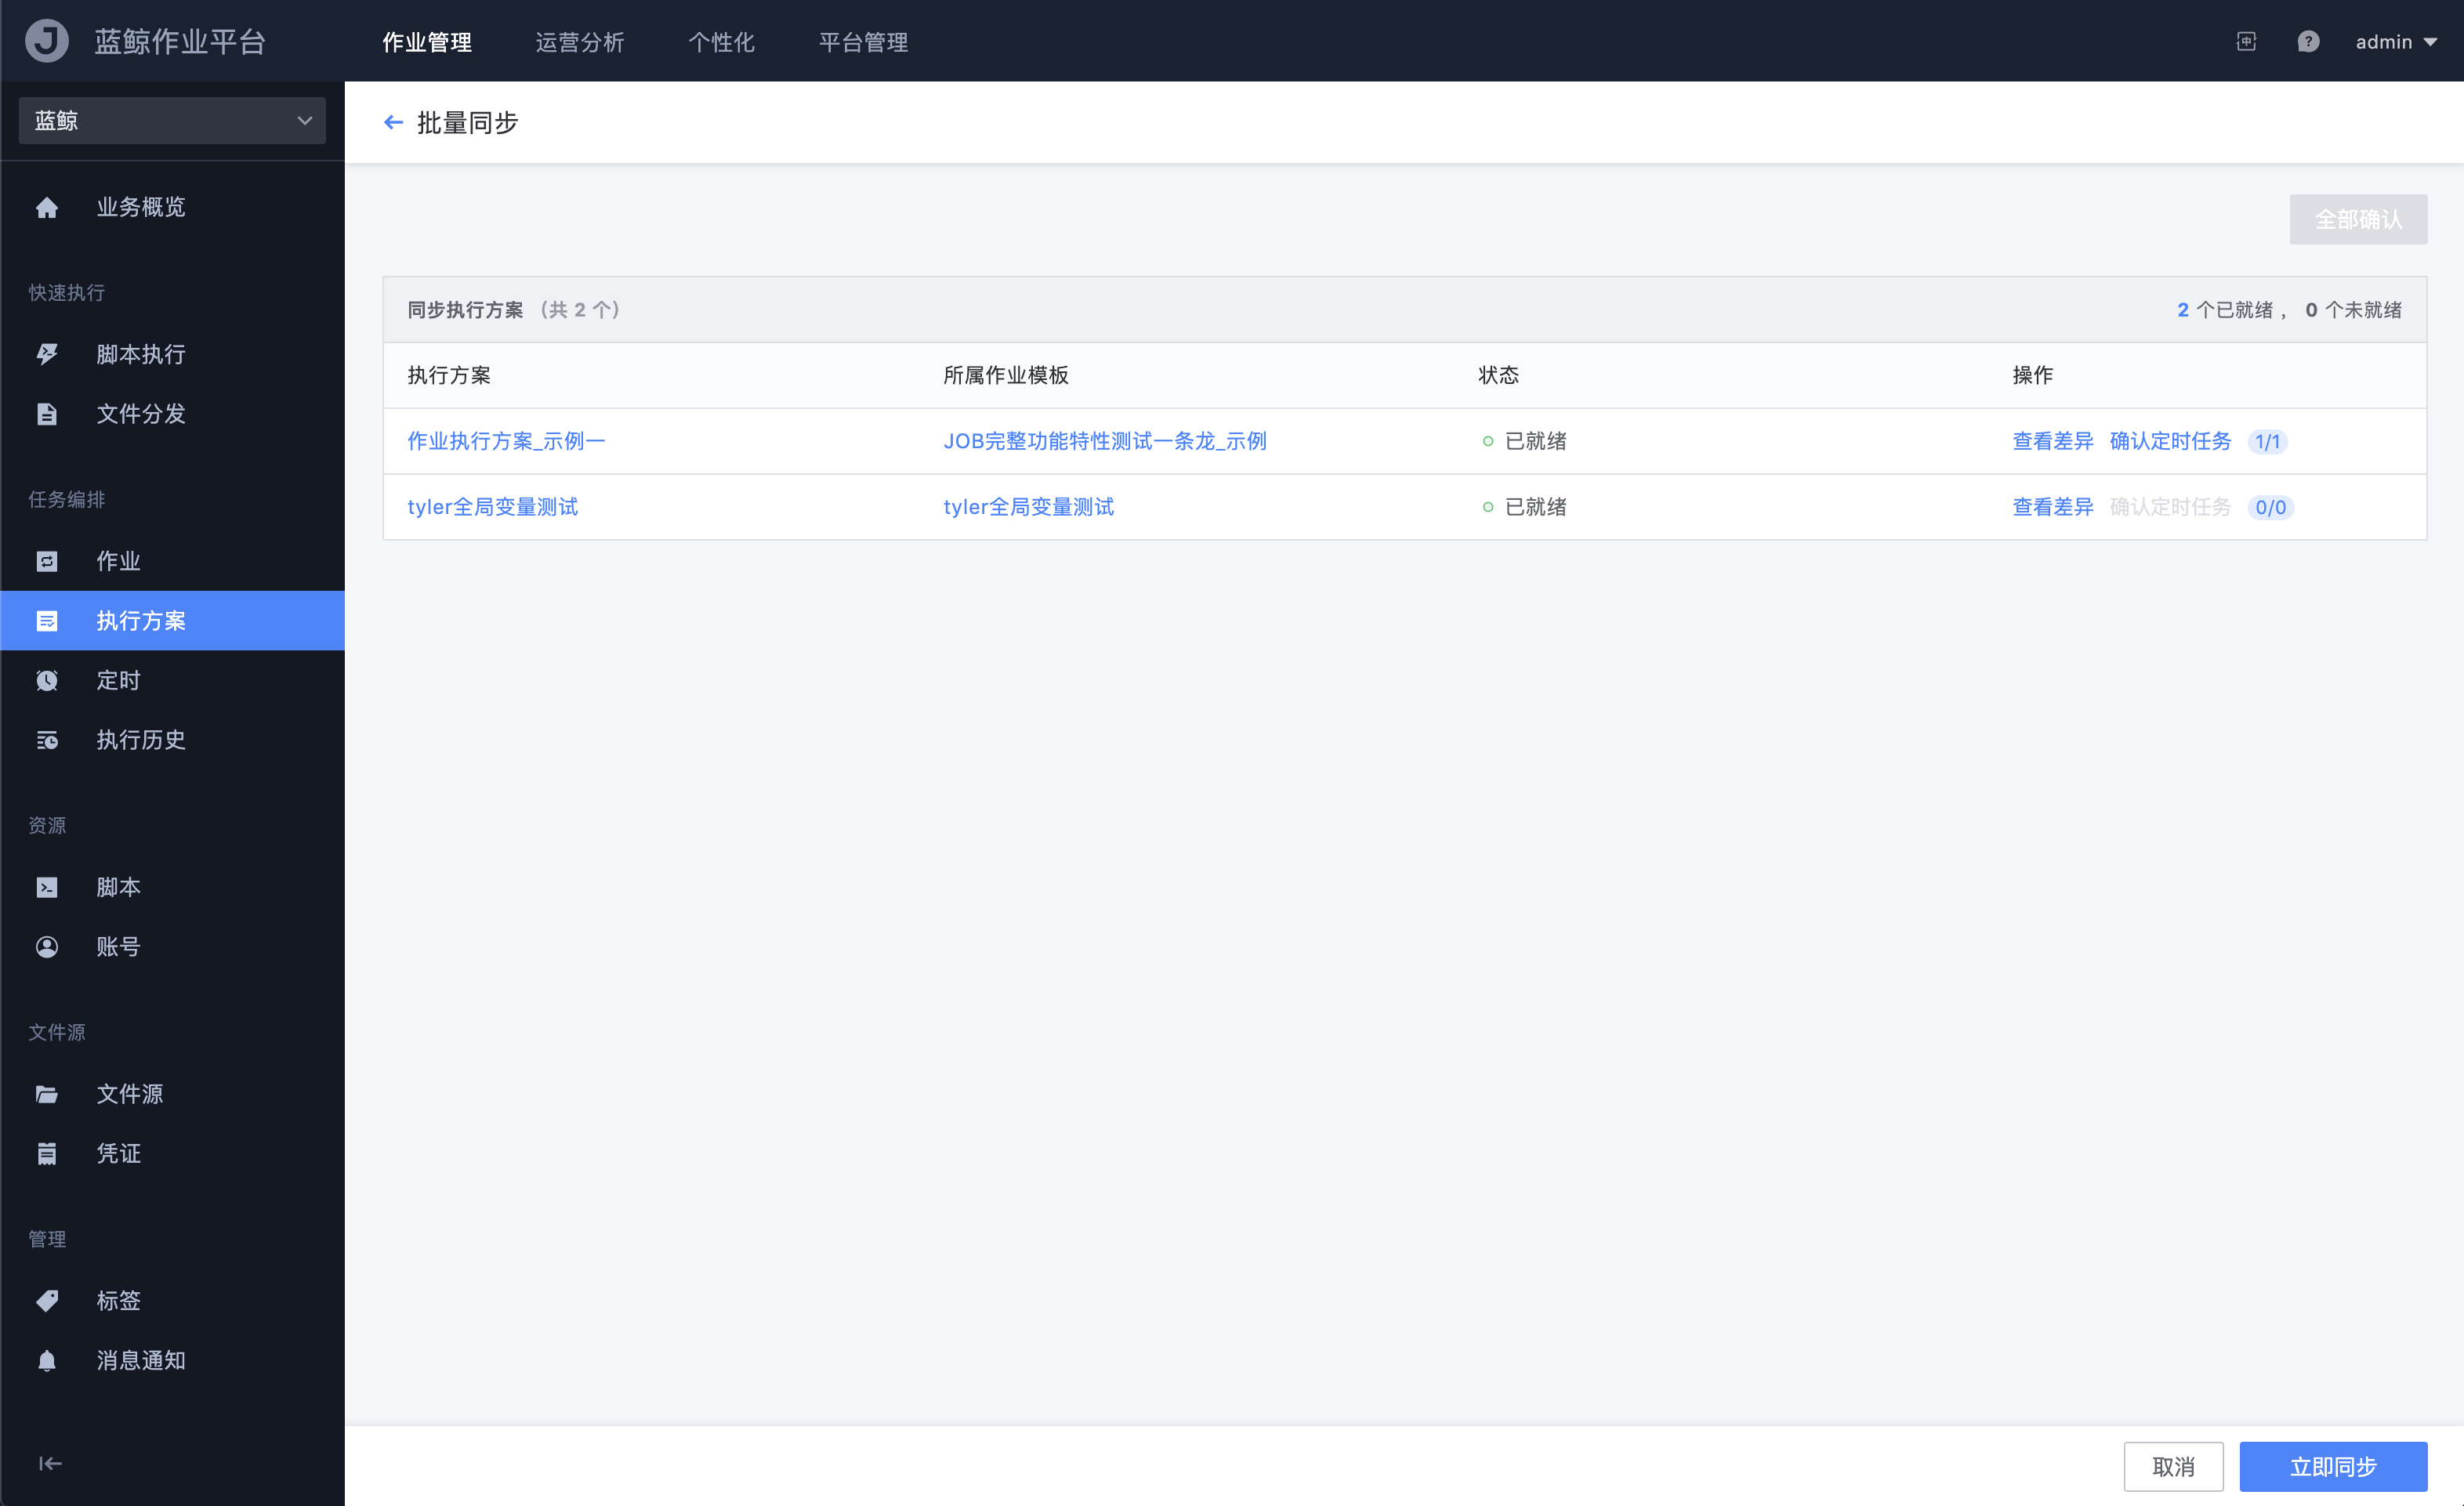 J 蓝鲸作业平台 作业管理 运营分析 个性化 平台管理 中 ? admin
蓝鲸
业务概览
快速执行
脚本执行
文件分发
任务编排
作业
执行方案
定时
执行历史
资源
脚本
账号
文件源
文件源
凭证
管理
标签
消息通知
批量同步
全部确认
同步执行方案 （共 2 个） 2 个已就绪， 0 个未就绪
执行方案 所属作业模板 状态 操作
作业执行方案_示例一 JOB完整功能特性测试一条龙_示例 已就绪 查看差异 确认定时任务 1/1
tyler全局变量测试 tyler全局变量测试 已就绪 查看差异 确认定时任务 0/0
取消 立即同步